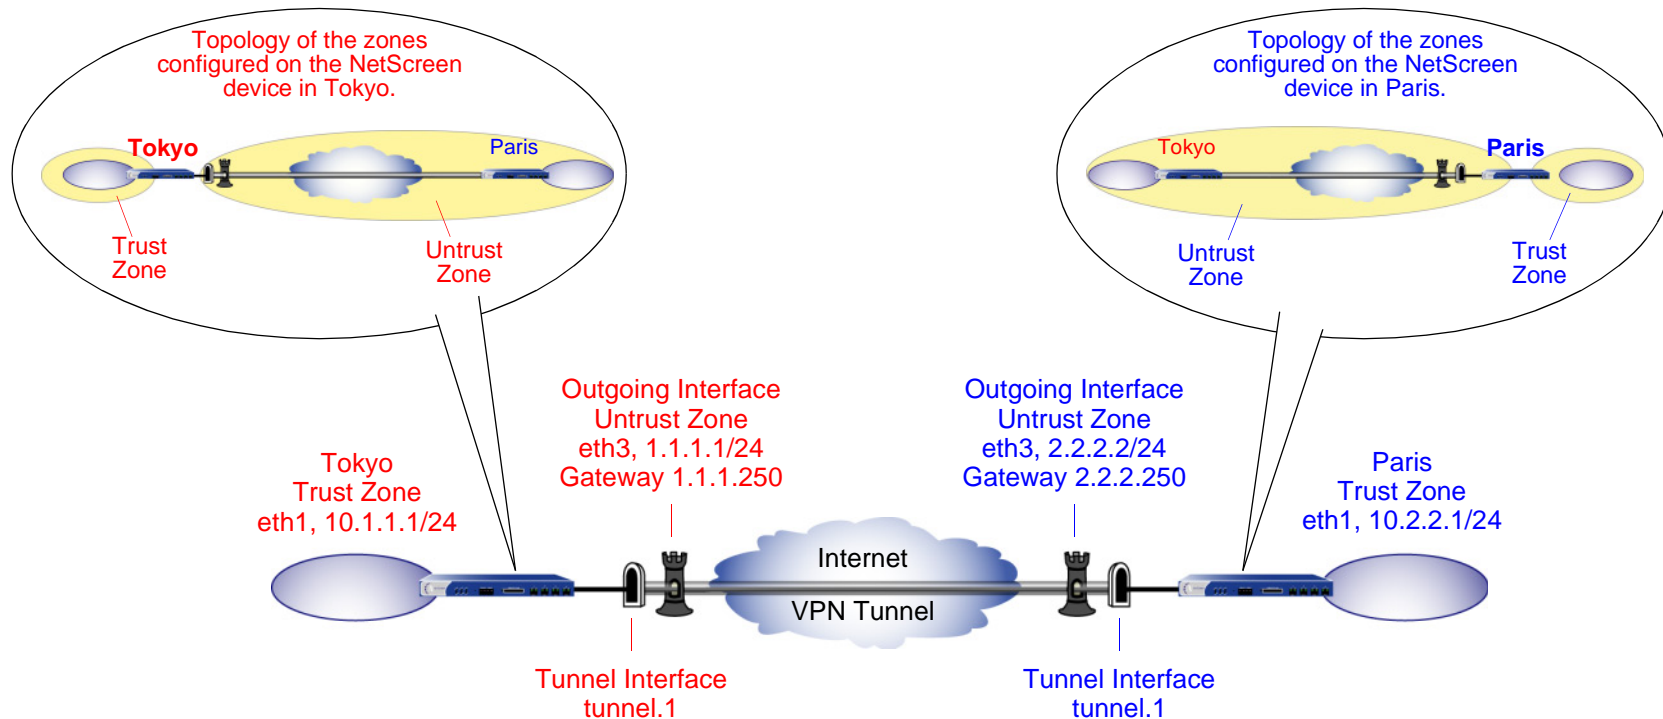 Topology of the zones
configured on the NetScreen
device in Tokyo.
Tokyo
Paris
Trust
Zone
Untrust
Zone
Topology of the zones
configured on the NetScreen
device in Paris.
Tokyo
Paris
Untrust
Zone
Trust
Zone
Outgoing Interface
Untrust Zone
eth3, 1.1.1.1/24
Gateway 1.1.1.250
Outgoing Interface
Untrust Zone
eth3, 2.2.2.2/24
Gateway 2.2.2.250
Tokyo
Trust Zone
eth1, 10.1.1.1/24
Paris
Trust Zone
eth1, 10.2.2.1/24
Internet
VPN Tunnel
Tunnel Interface
tunnel.1
Tunnel Interface
tunnel.1